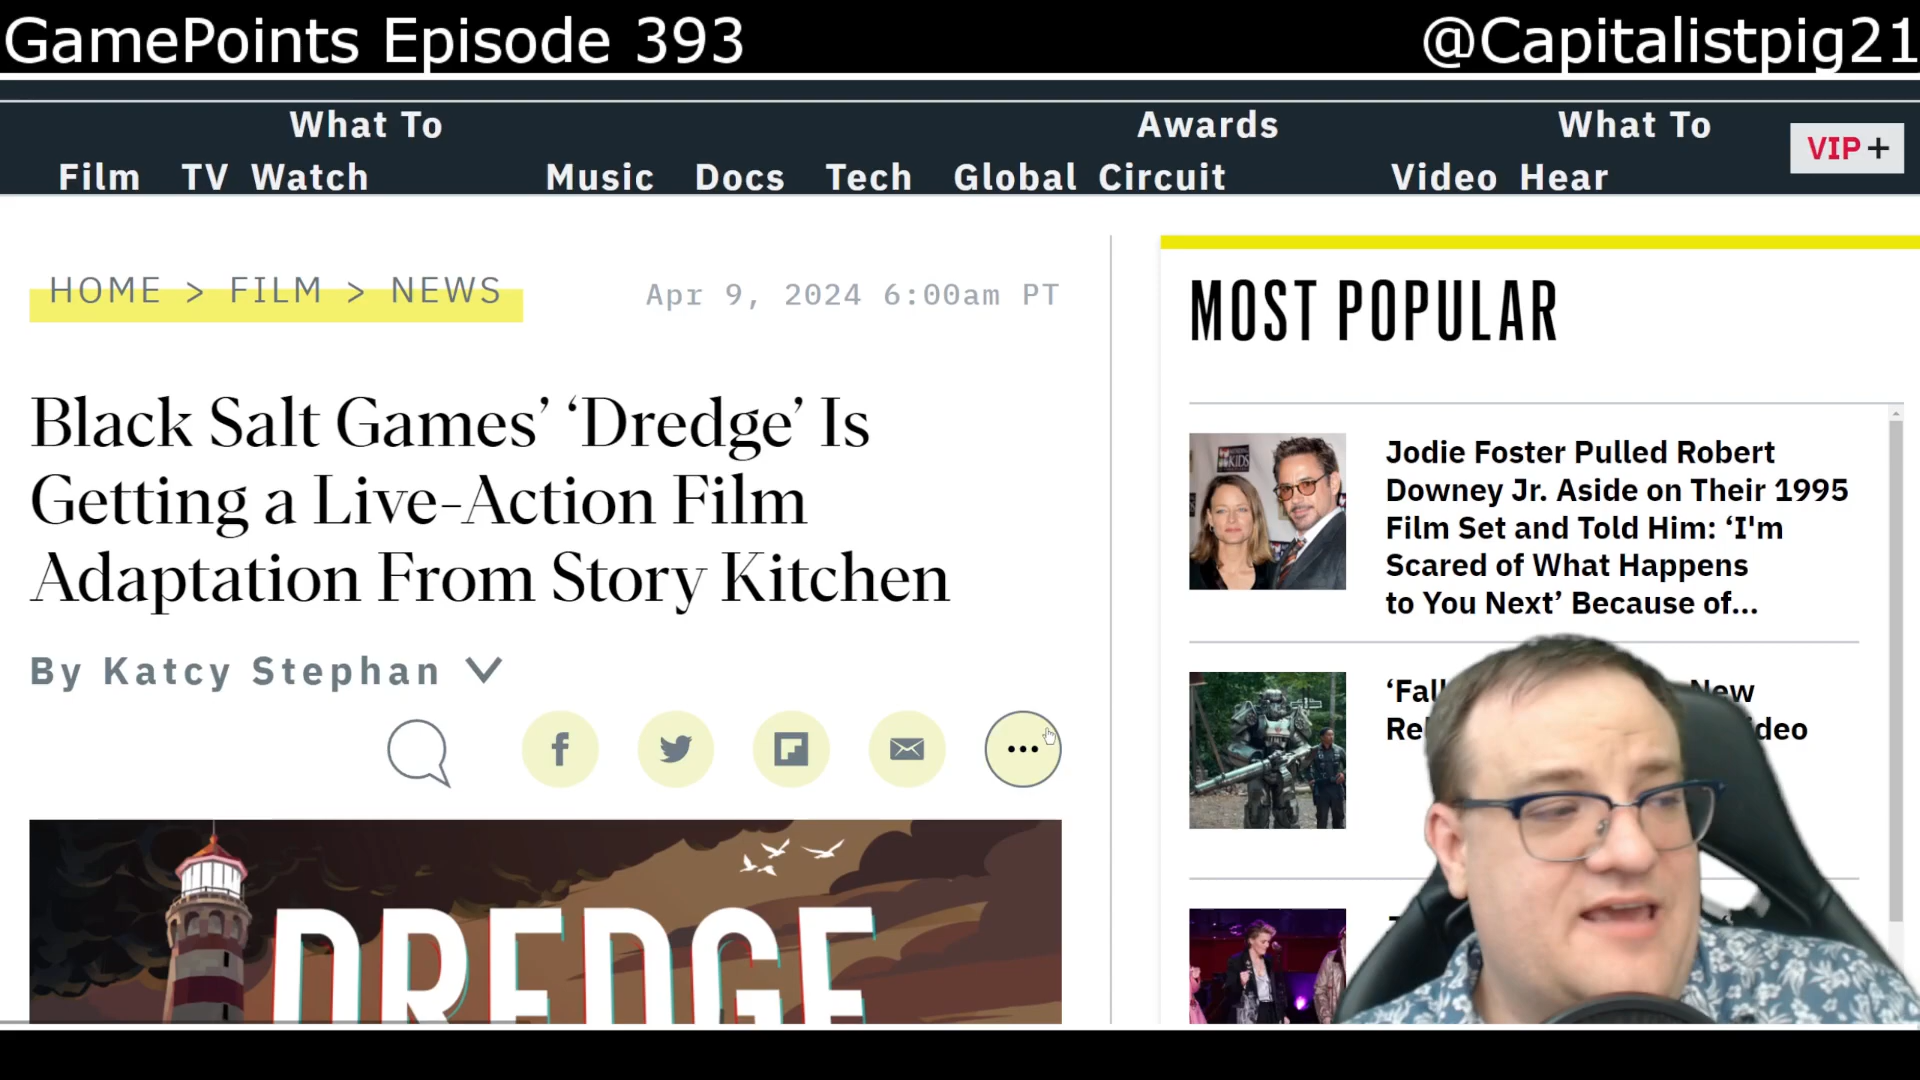 GamePoints Episode 393
@Capitalistpig21
What To
Awards
What To
Film TV Watch Music Docs Tech Global Circuit Video Hear
VIP+
HOME > FILM > NEWS
Apr 9, 2024 6:00am PT
Black Salt Games’ ‘Dredge’ Is
Getting a Live-Action Film
Adaptation From Story Kitchen
By Katcy Stephan
DREDGE
MOST POPULAR
Jodie Foster Pulled Robert
Downey Jr. Aside on Their 1995
Film Set and Told Him: ‘I'm
Scared of What Happens
to You Next’ Because of...
New